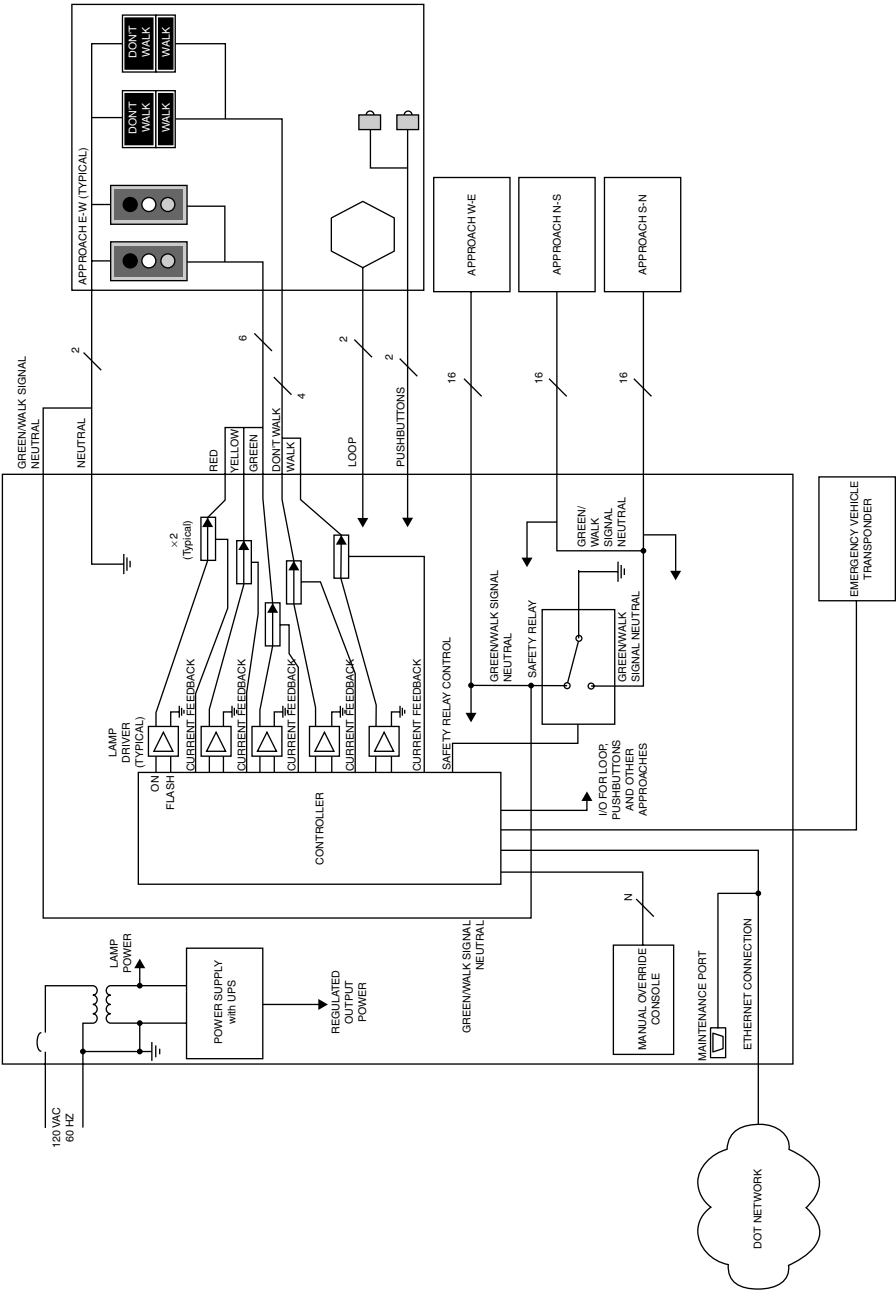 120 VAC
60 HZ
LAMP
POWER
POWER SUPPLY
with UPS
REGULATED
OUTPUT
POWER
GREEN/WALK SIGNAL
NEUTRAL
MANUAL OVERRIDE
CONSOLE
N
MAINTENANCE PORT
ETHERNET CONNECTION
DOT NETWORK
CONTROLLER
ON
FLASH
LAMP
DRIVER
(TYPICAL)
CURRENT FEEDBACK
CURRENT FEEDBACK
CURRENT FEEDBACK
CURRENT FEEDBACK
CURRENT FEEDBACK
SAFETY RELAY CONTROL
I/O FOR LOOP,
PUSHBUTTONS
AND OTHER
APPROACHES
×2
(Typical)
GREEN/WALK SIGNAL
NEUTRAL
SAFETY RELAY
GREEN/WALK
SIGNAL NEUTRAL
GREEN/
WALK
SIGNAL
NEUTRAL
EMERGENCY VEHICLE
TRANSPONDER
GREEN/WALK SIGNAL
NEUTRAL
NEUTRAL
RED
YELLOW
GREEN
DON'T WALK
WALK
LOOP
PUSHBUTTONS
2
6
4
2
2
16
16
16
APPROACH E-W (TYPICAL)
DON'T
WALK
WALK
DON'T
WALK
WALK
APPROACH W-E
APPROACH N-S
APPROACH S-N